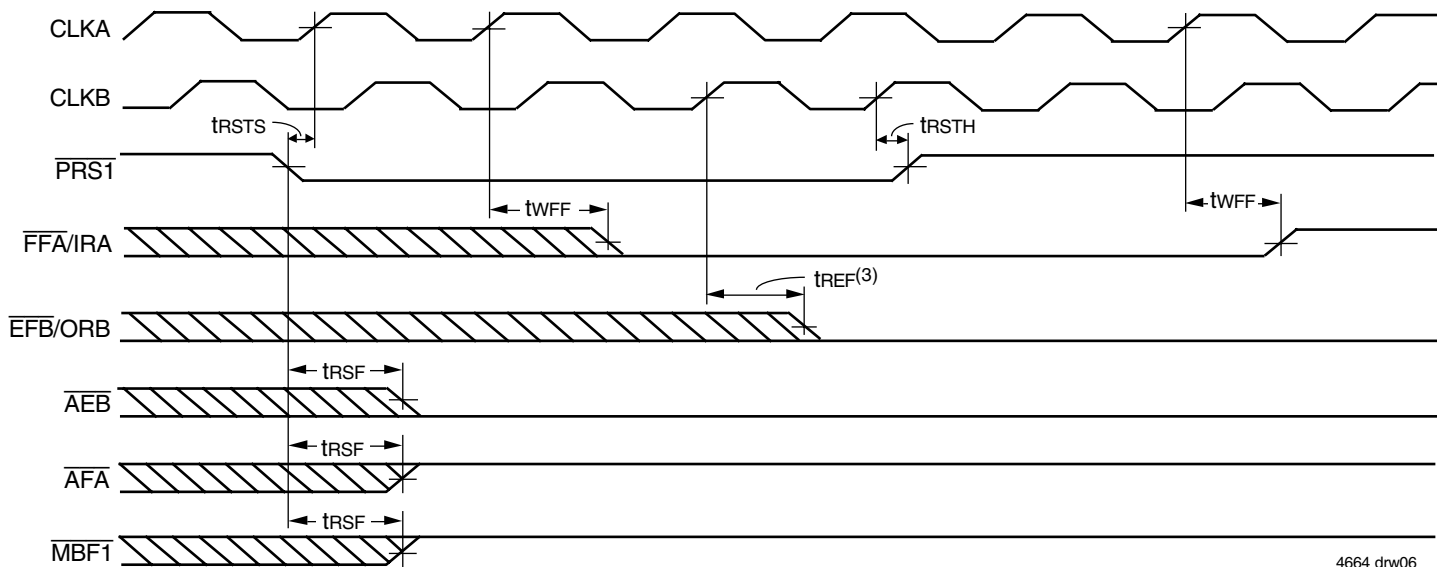 CLKA
CLKB
tRSTS
tRSTH
PRS1
tWFF
tWFF
FFA/IRA
tREF(3)
EFB/ORB
tRSF
AEB
tRSF
AFA
tRSF
MBF1
4664 drw06